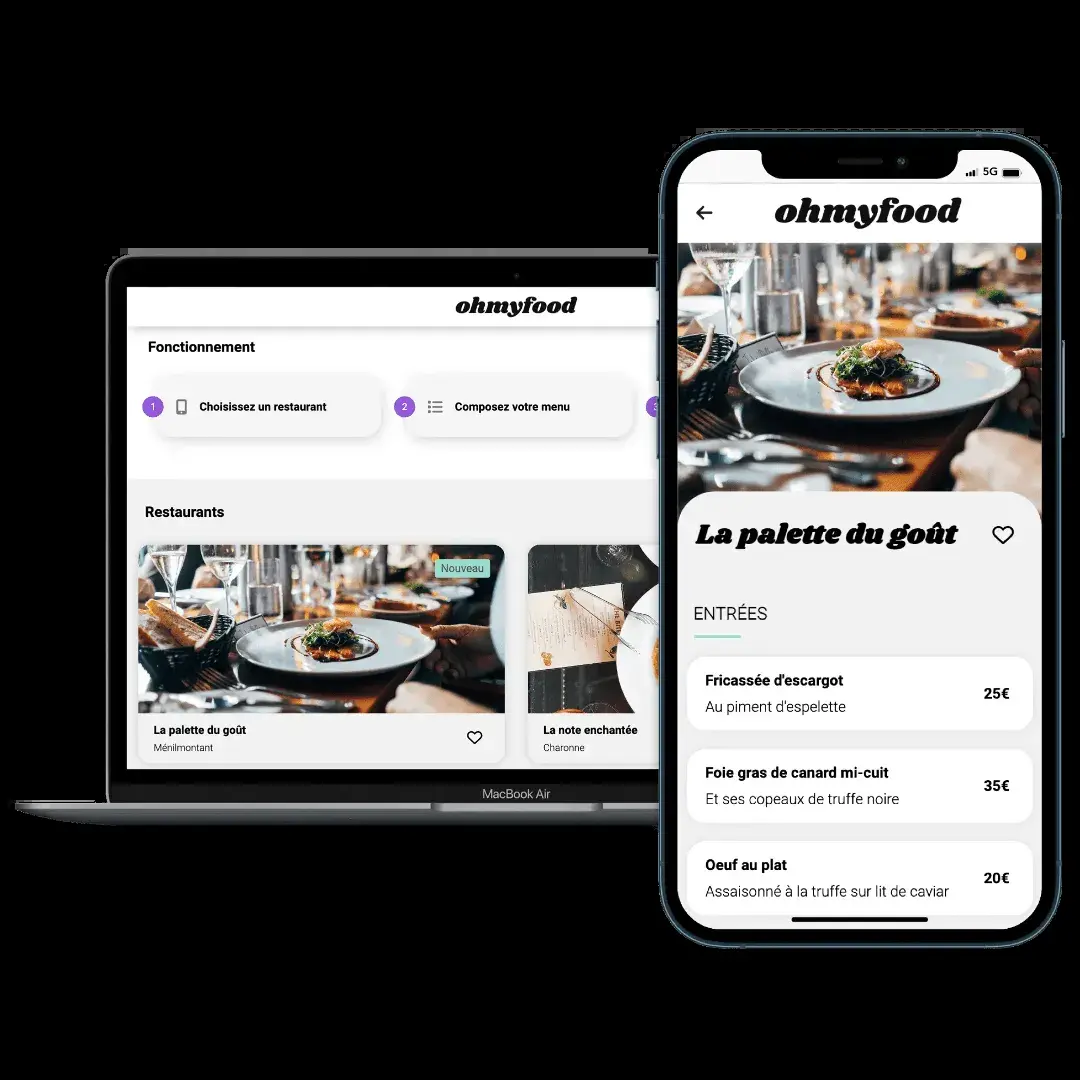 ohmyfood
Fonctionnement
1 Choisissez un restaurant
2 Composez votre menu
3
Restaurants
Nouveau
La palette du goût
Ménilmontant
La note enchantée
Charonne
MacBook Air
5G
ohmyfood
La palette du goût
ENTRÉES
Fricassée d'escargot
Au piment d'espelette
25€
Foie gras de canard mi-cuit
Et ses copeaux de truffe noire
35€
Oeuf au plat
Assaisonné à la truffe sur lit de caviar
20€